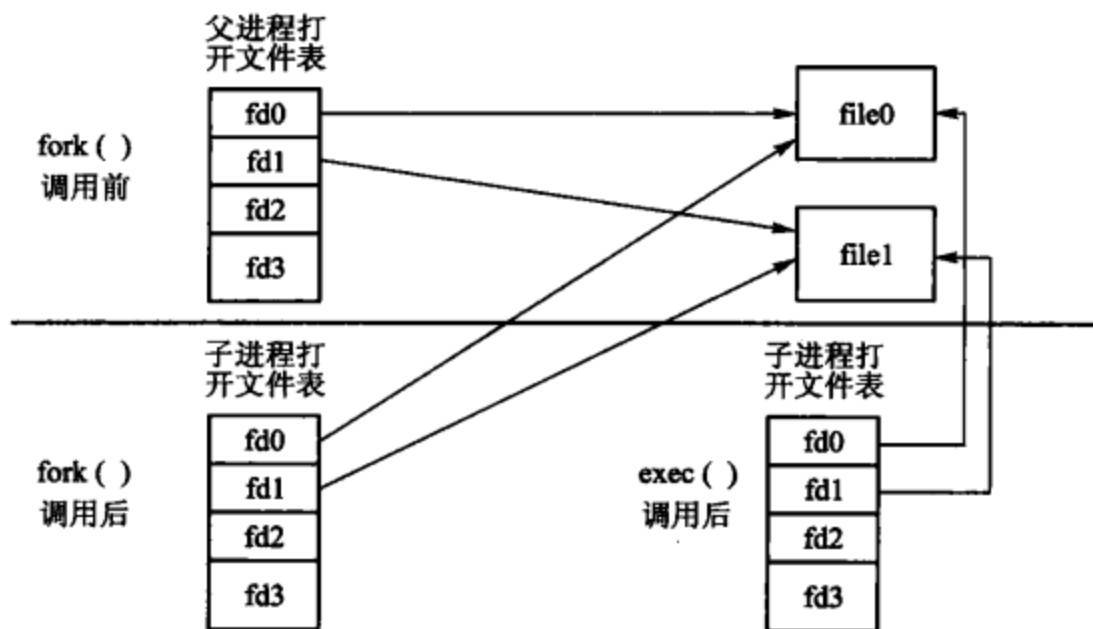 父进程打
开文件表
fork ( )
调用前
fd0
fd1
fd2
fd3
file0
file1
子进程打
开文件表
fork ( )
调用后
fd0
fd1
fd2
fd3
子进程打
开文件表
exec ( )
调用后
fd0
fd1
fd2
fd3